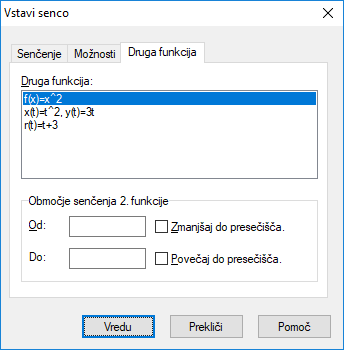 Vstavi senco
Senčenje Možnosti Druga funkcija
Druga funkcija:
f(x)=x^2
x(t)=t^2, y(t)=3t
r(t)=t+3
Območje senčenja 2. funkcije
Od: Zmanjšaj do presečišča.
Do: Povečaj do presečišča.
Vredu Prekliči Pomoč